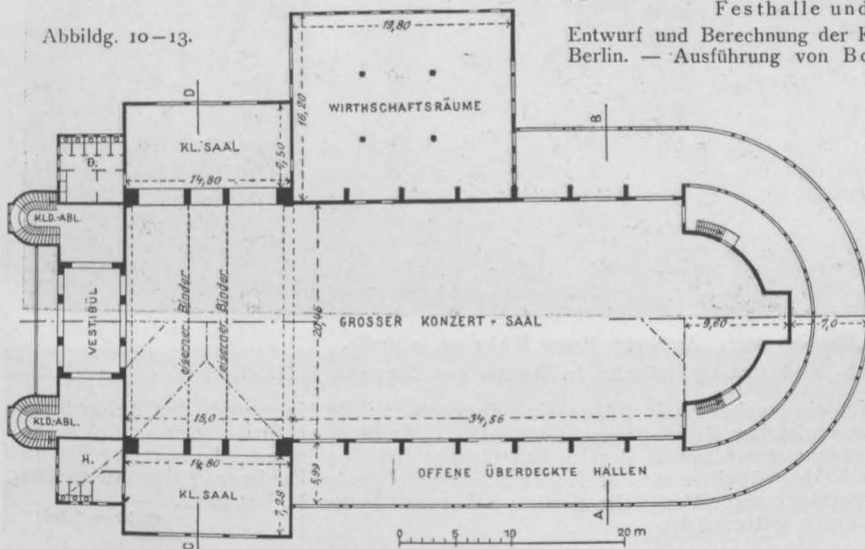 Abbildg. 10–13.
Festhalle und
Entwurf und Berechnung der K
Berlin. — Ausführung von Bo
19,80
D
16,20
WIRTHSCHAFTSRÄUME
B
KL. SAAL
14,80
D.
KLD.-ABL.
VESTIBÜL
eiserner Binder
eiserner Binder
20,46
GROSSER KONZERT-SAAL
9,60
7,0
KLD.-ABL.
15,0
34,56
H.
14,80
5,99
OFFENE ÜBERDECKTE HALLEN
KL. SAAL
7,28
A
C
0 5 10 20 m